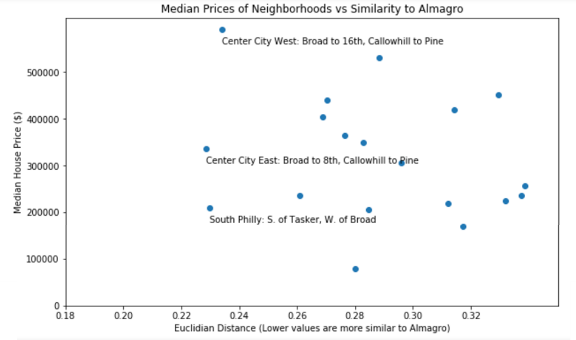 Median Prices of Neighborhoods vs Similarity to Almagro
Center City West: Broad to 16th, Callowhill to Pine
500000
400000
Median House Price ($)
300000
Center City East: Broad to 8th, Callowhill to Pine
200000
South Philly: S. of Tasker, W. of Broad
100000
0
0.18 0.20 0.22 0.24 0.26 0.28 0.30 0.32
Euclidian Distance (Lower values are more similar to Almagro)